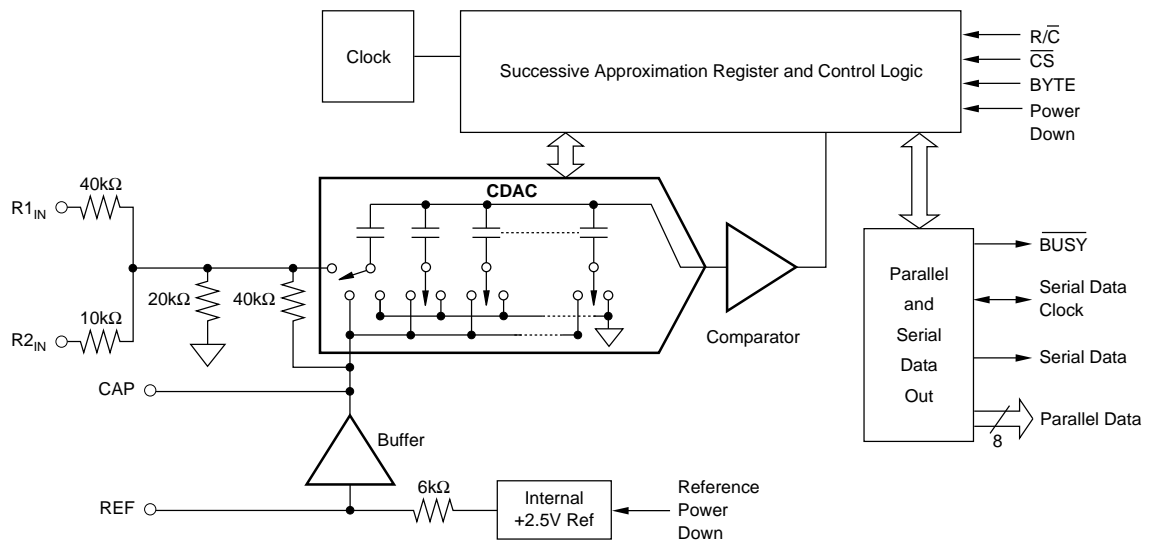 Clock
Successive Approximation Register and Control Logic
R/C̅
C̅S̅
BYTE
Power
Down
CDAC
40kΩ
R1IN
20kΩ
40kΩ
10kΩ
R2IN
Comparator
B̅U̅S̅Y̅
Parallel
and
Serial
Data
Out
Serial Data
Clock
Serial Data
Parallel Data
8
CAP
Buffer
REF
6kΩ
Internal
+2.5V Ref
Reference
Power
Down